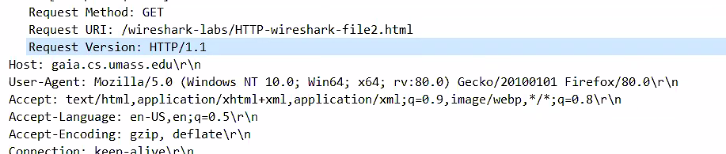 Request Method: GET
Request URI: /wireshark-labs/HTTP-wireshark-file2.html
Request Version: HTTP/1.1
Host: gaia.cs.umass.edu\r\n
User-Agent: Mozilla/5.0 (Windows NT 10.0; Win64; x64; rv:80.0) Gecko/20100101 Firefox/80.0\r\n
Accept: text/html,application/xhtml+xml,application/xml;q=0.9,image/webp,*/*;q=0.8\r\n
Accept-Language: en-US,en;q=0.5\r\n
Accept-Encoding: gzip, deflate\r\n
Connection: keep-alive\r\n